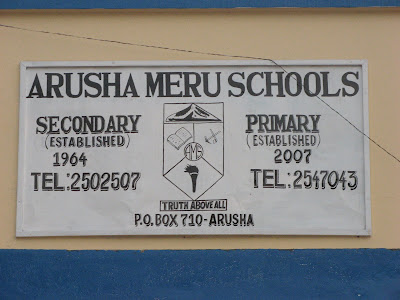 ARUSHA MERU SCHOOLS
SECONDARY
(ESTABLISHED)
1964
TEL:2502507
PRIMARY
(ESTABLISHED)
2007
TEL:2547043
AMS
TRUTH ABOVE ALL
P.O. BOX 710-ARUSHA